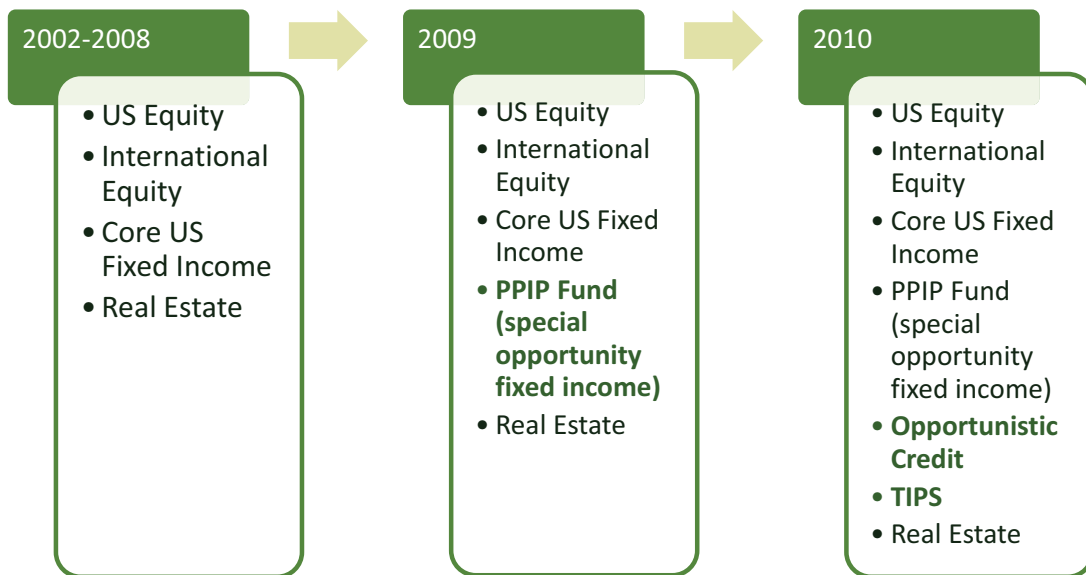 2002-2008
• US Equity
• International
Equity
• Core US
Fixed Income
• Real Estate
2009
• US Equity
• International
Equity
• Core US Fixed
Income
• PPIP Fund
(special
opportunity
fixed income)
• Real Estate
2010
• US Equity
• International
Equity
• Core US Fixed
Income
• PPIP Fund
(special
opportunity
fixed income)
• Opportunistic
Credit
• TIPS
• Real Estate